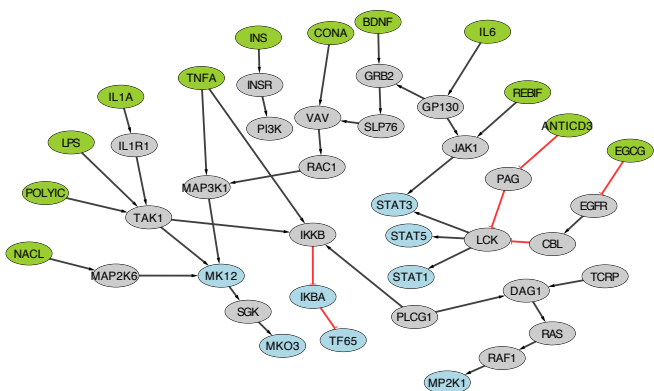 BDNF
IL6
CONA
INS
TNFA
GRB2
INSR
REBIF
IL1A
GP130
VAV
SLP76
PI3K
ANTICD3
LPS
IL1R1
JAK1
EGCG
RAC1
PAG
MAP3K1
POLYIC
STAT3
EGFR
TAK1
IKKB
STAT5
LCK
CBL
NACL
MAP2K6
MK12
STAT1
TCRP
IKBA
DAG1
SGK
PLCG1
RAS
MKO3
TF65
RAF1
MP2K1